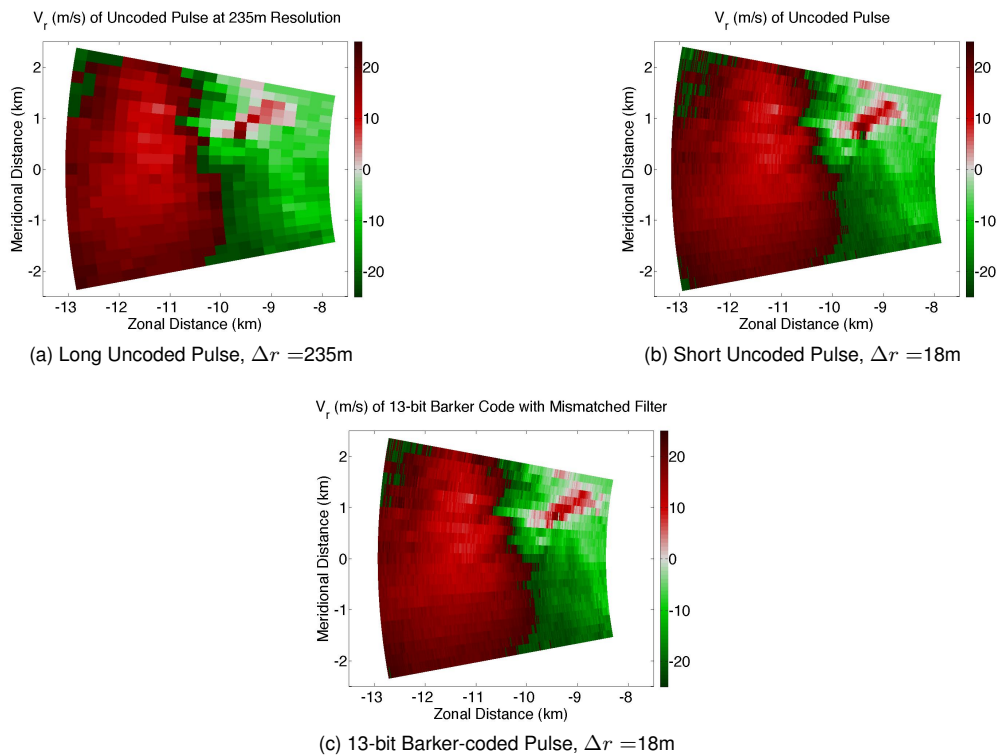 V_r (m/s) of Uncoded Pulse at 235m Resolution
2
1
0
-1
-2
Meridional Distance (km)
-13 -12 -11 -10 -9 -8
Zonal Distance (km)
20
10
0
-10
-20
(a) Long Uncoded Pulse, Δr =235m
V_r (m/s) of Uncoded Pulse
2
1
0
-1
-2
Meridional Distance (km)
-13 -12 -11 -10 -9 -8
Zonal Distance (km)
20
10
0
-10
-20
(b) Short Uncoded Pulse, Δr =18m
V_r (m/s) of 13-bit Barker Code with Mismatched Filter
2
1
0
-1
-2
Meridional Distance (km)
-13 -12 -11 -10 -9 -8
Zonal Distance (km)
20
10
0
-10
-20
(c) 13-bit Barker-coded Pulse, Δr =18m